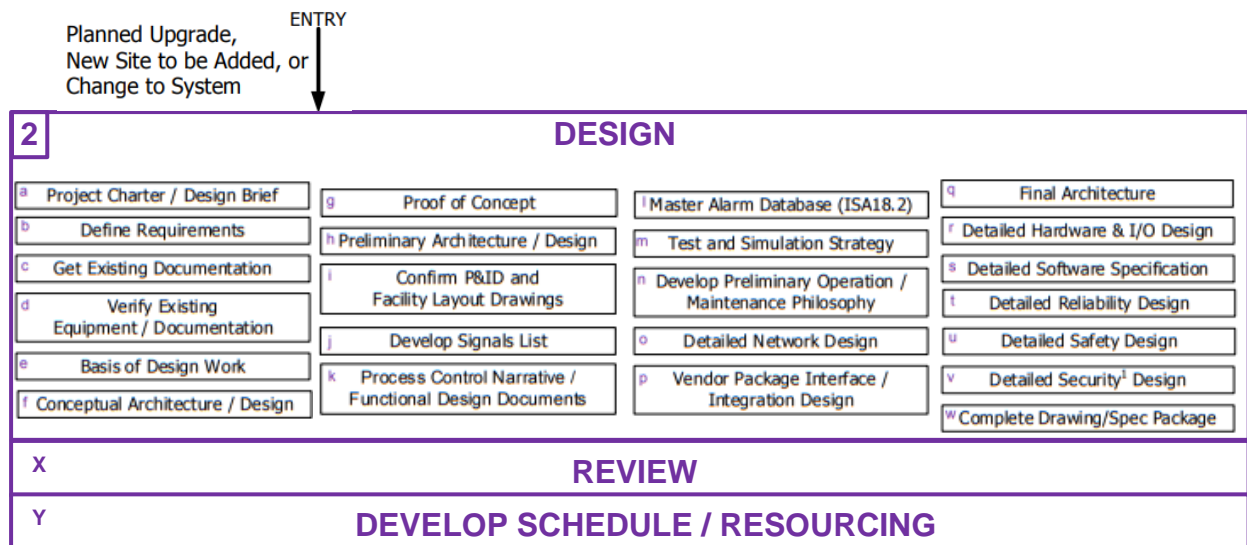 ENTRY
Planned Upgrade,
New Site to be Added, or
Change to System
2
DESIGN
a Project Charter / Design Brief
b Define Requirements
c Get Existing Documentation
d Verify Existing
Equipment / Documentation
e Basis of Design Work
f Conceptual Architecture / Design
g Proof of Concept
h Preliminary Architecture / Design
i Confirm P&ID and
Facility Layout Drawings
j Develop Signals List
k Process Control Narrative /
Functional Design Documents
l Master Alarm Database (ISA18.2)
m Test and Simulation Strategy
n Develop Preliminary Operation /
Maintenance Philosophy
o Detailed Network Design
p Vendor Package Interface /
Integration Design
q Final Architecture
r Detailed Hardware & I/O Design
s Detailed Software Specification
t Detailed Reliability Design
u Detailed Safety Design
v Detailed Security¹ Design
w Complete Drawing/Spec Package
X REVIEW
Y DEVELOP SCHEDULE / RESOURCING